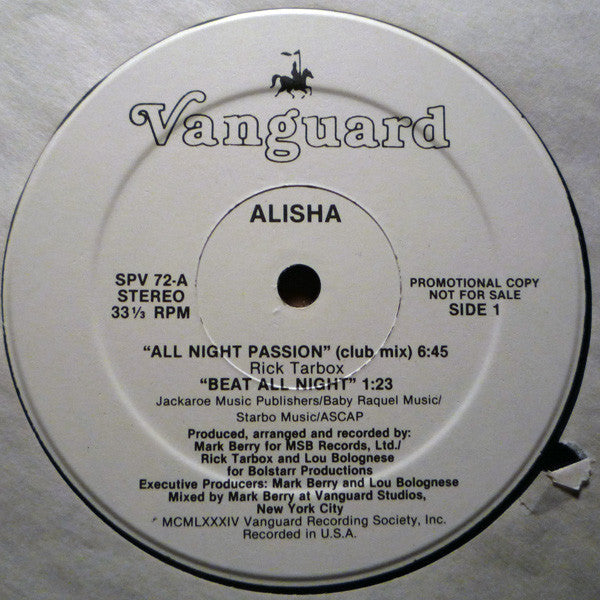 Vanguard
ALISHA
SPV 72-A
STEREO
33 ⅓ RPM
PROMOTIONAL COPY
NOT FOR SALE
SIDE 1
“ALL NIGHT PASSION” (club mix) 6:45
Rick Tarbox
“BEAT ALL NIGHT” 1:23
Jackaroe Music Publishers/Baby Raquel Music/
Starbo Music/ASCAP
Produced, arranged and recorded by:
Mark Berry for MSB Records, Ltd./
Rick Tarbox and Lou Bolognese
for Bolstarr Productions
Executive Producers: Mark Berry and Lou Bolognese
Mixed by Mark Berry at Vanguard Studios,
New York City
℗ MCMLXXXIV Vanguard Recording Society, Inc.
Recorded in U.S.A.